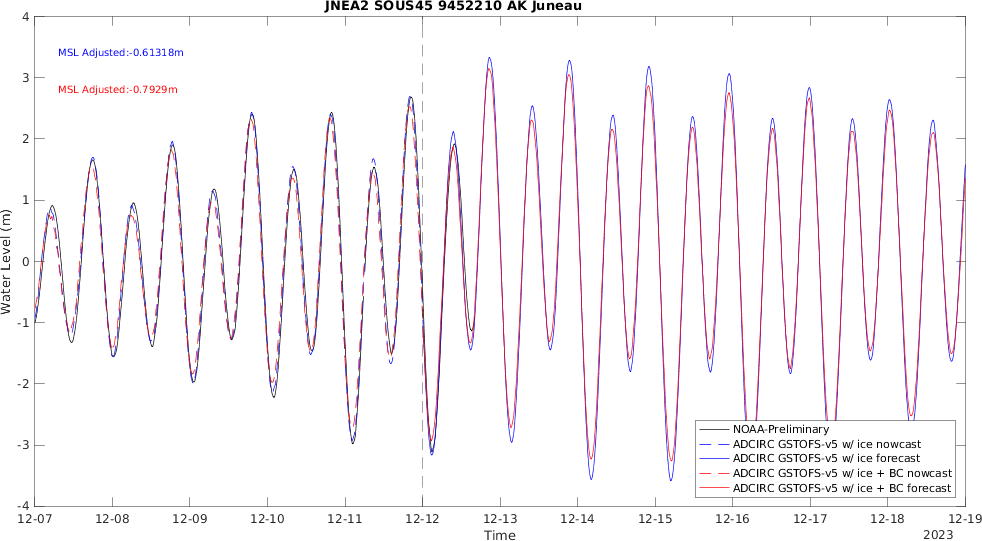 JNEA2 SOUS45 9452210 AK Juneau
MSL Adjusted:-0.61318m
MSL Adjusted:-0.7929m
Water Level (m)
4
3
2
1
0
-1
-2
-3
-4
NOAA-Preliminary
ADCIRC GSTOFS-v5 w/ ice nowcast
ADCIRC GSTOFS-v5 w/ ice forecast
ADCIRC GSTOFS-v5 w/ ice + BC nowcast
ADCIRC GSTOFS-v5 w/ ice + BC forecast
12-07 12-08 12-09 12-10 12-11 12-12 12-13 12-14 12-15 12-16 12-17 12-18 12-19
Time
2023